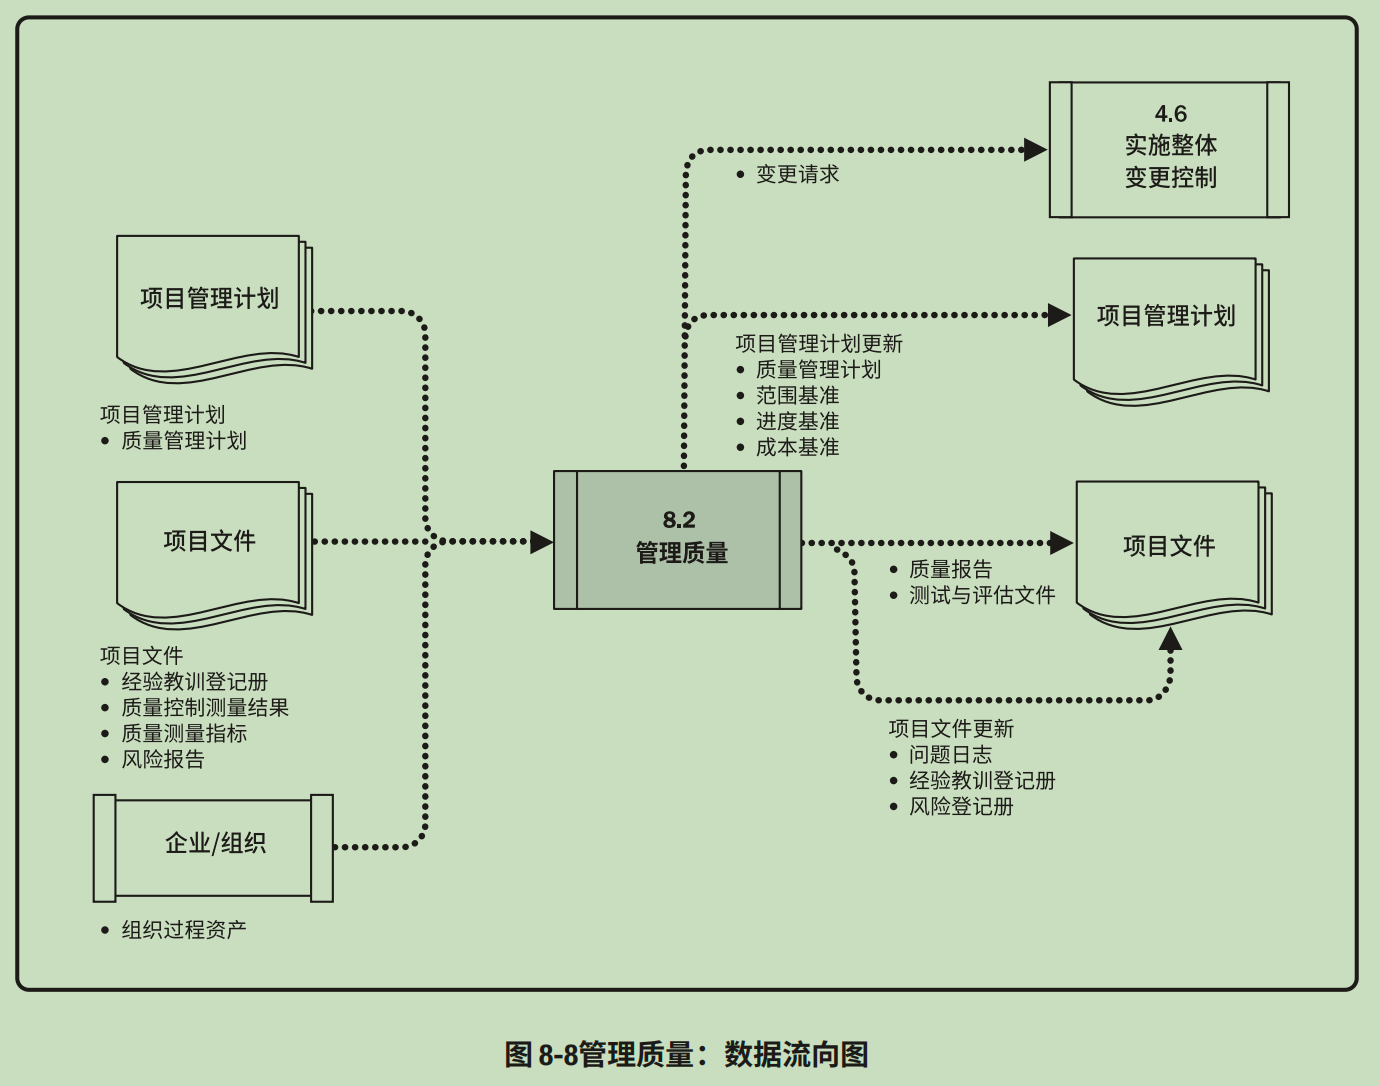 4.6
实施整体
变更控制
• 变更请求
项目管理计划
项目管理计划
• 质量管理计划
项目管理计划
项目管理计划更新
• 质量管理计划
• 范围基准
• 进度基准
• 成本基准
项目文件
项目文件
• 经验教训登记册
• 质量控制测量结果
• 质量测量指标
• 风险报告
8.2
管理质量
项目文件
• 质量报告
• 测试与评估文件
项目文件更新
• 问题日志
• 经验教训登记册
• 风险登记册
企业/组织
• 组织过程资产
图 8-8管理质量：数据流向图